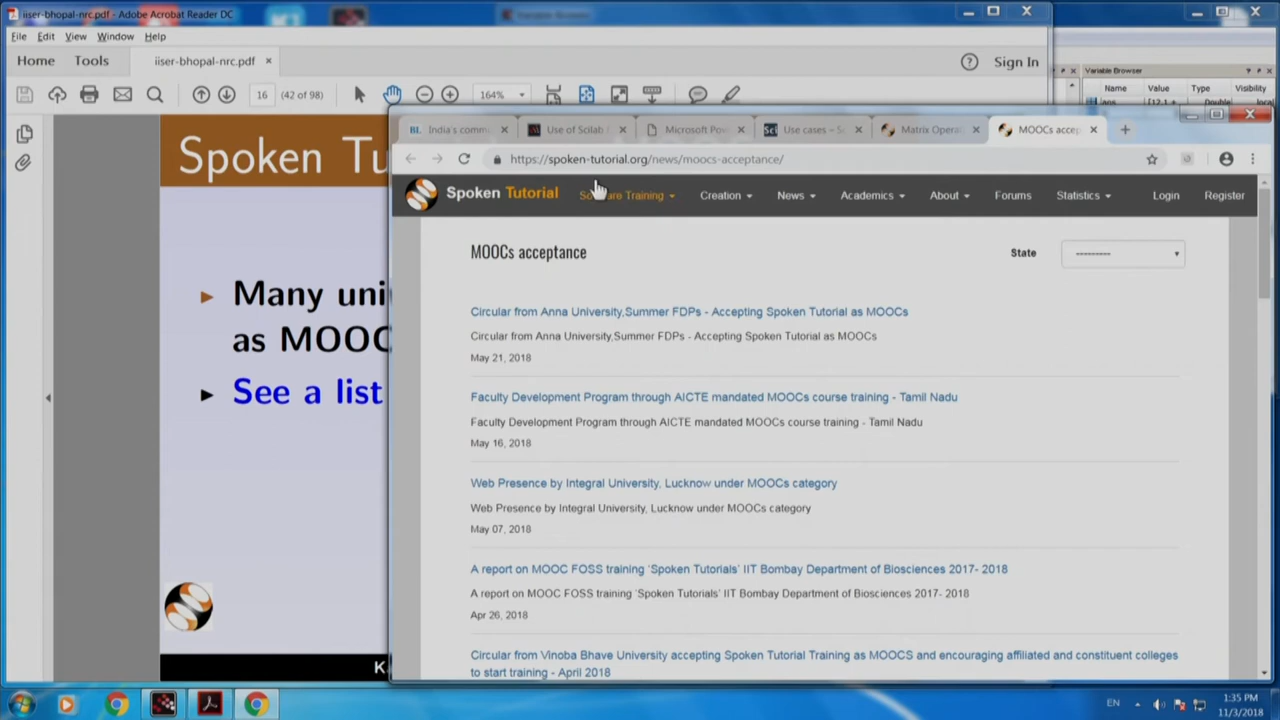 iiser-bhopal-nrc.pdf - Adobe Acrobat Reader DC
File Edit View Window Help
Home Tools iiser-bhopal-nrc.pdf × Sign In
16 (42 of 98) 164%
Variable Browser
Name Value Type Visibility
ans [12.1 Double
Spoken Tu
Many uni
as MOOC
See a list
K
India's comm Use of Scilab Microsoft Pow Use cases – S Matrix Opera MOOCs accep
https://spoken-tutorial.org/news/moocs-acceptance/
Spoken Tutorial Software Training Creation News Academics About Forums Statistics Login Register
MOOCs acceptance State ---------
Circular from Anna University,Summer FDPs - Accepting Spoken Tutorial as MOOCs
Circular from Anna University,Summer FDPs - Accepting Spoken Tutorial as MOOCs
May 21, 2018
Faculty Development Program through AICTE mandated MOOCs course training - Tamil Nadu
Faculty Development Program through AICTE mandated MOOCs course training - Tamil Nadu
May 16, 2018
Web Presence by Integral University, Lucknow under MOOCs category
Web Presence by Integral University, Lucknow under MOOCs category
May 07, 2018
A report on MOOC FOSS training 'Spoken Tutorials' IIT Bombay Department of Biosciences 2017- 2018
A report on MOOC FOSS training 'Spoken Tutorials' IIT Bombay Department of Biosciences 2017- 2018
Apr 26, 2018
Circular from Vinoba Bhave University accepting Spoken Tutorial Training as MOOCS and encouraging affiliated and constituent colleges
to start training - April 2018
EN 1:35 PM
11/3/2018